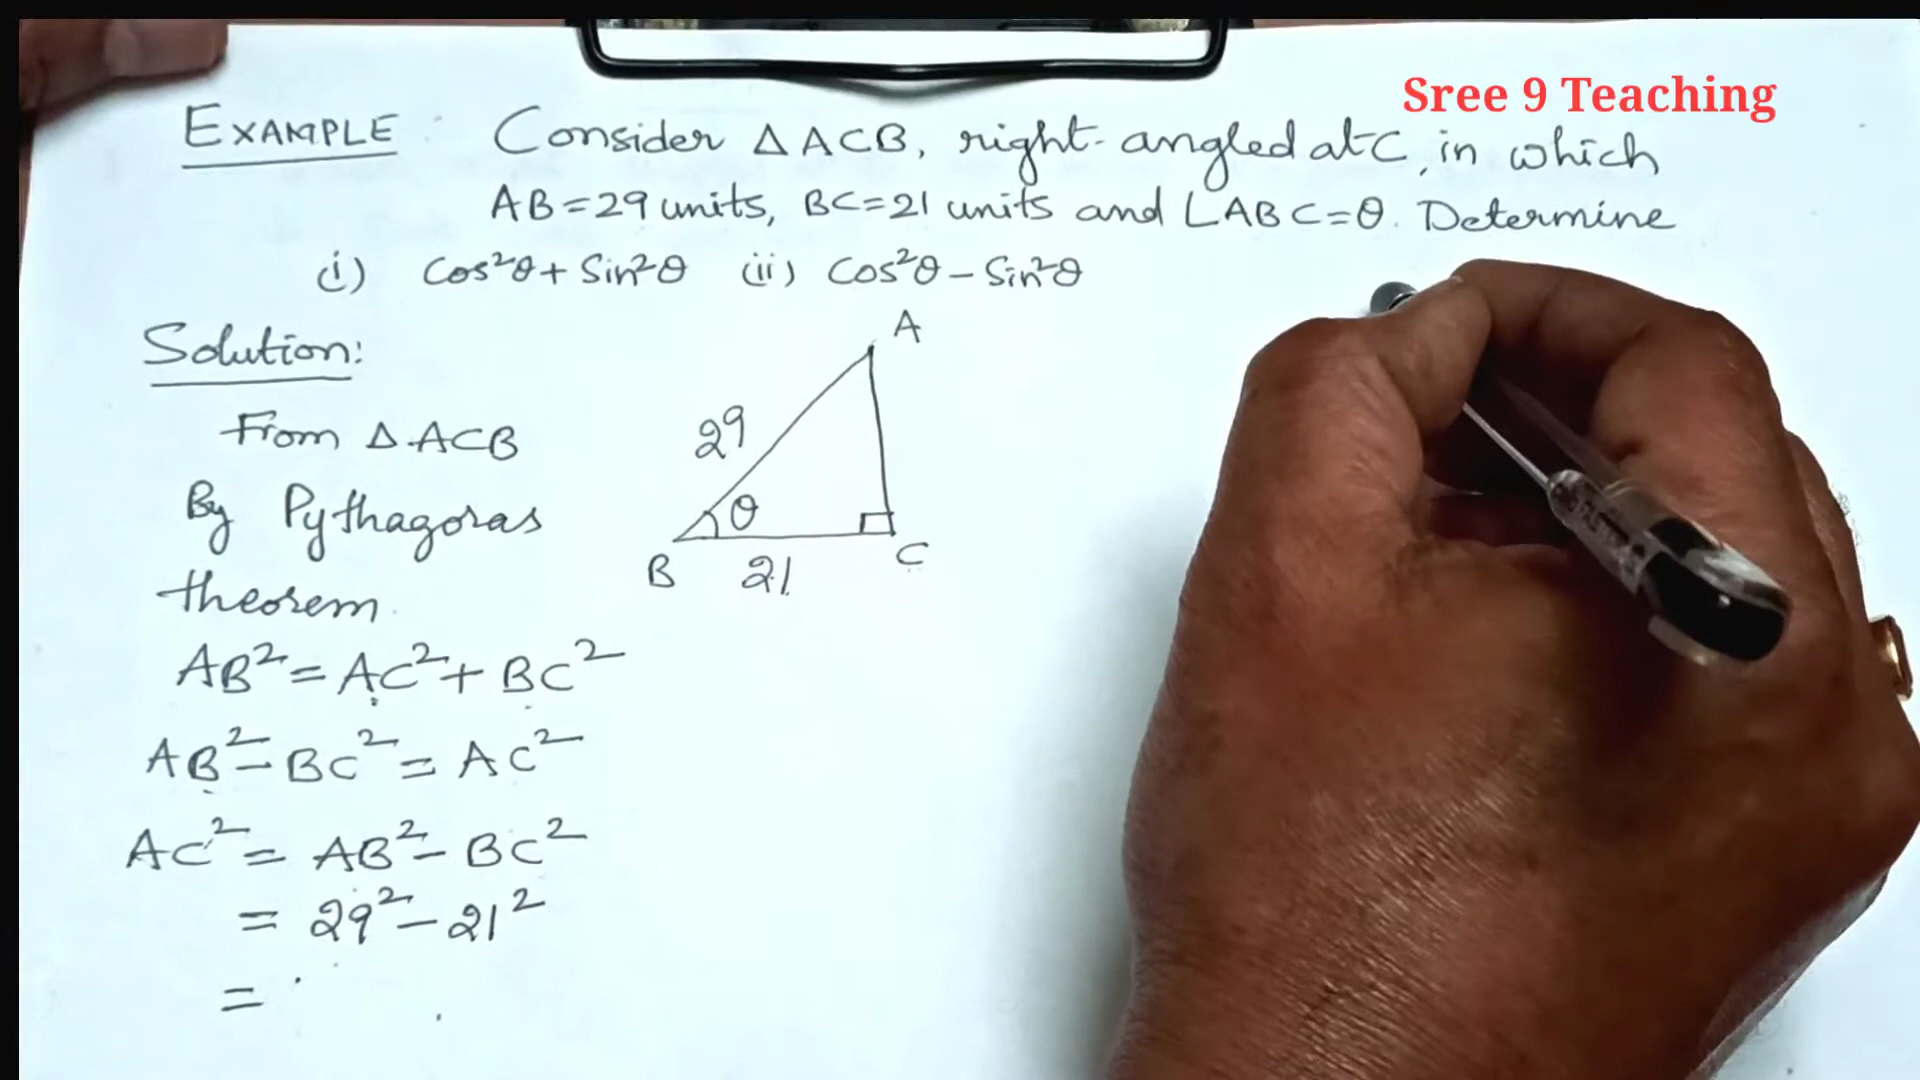 Sree 9 Teaching
EXAMPLE : Consider ΔACB, right-angled at C, in which
AB=29 units, BC=21 units and ∠ABC=θ. Determine
(i) Cos²θ + Sin²θ (ii) Cos²θ − Sin²θ
Solution:
From ΔACB
By Pythagoras
theorem
AB² = AC² + BC²
AB² − BC² = AC²
AC² = AB² − BC²
= 29² − 21²
=
A
29
θ
B 21 C